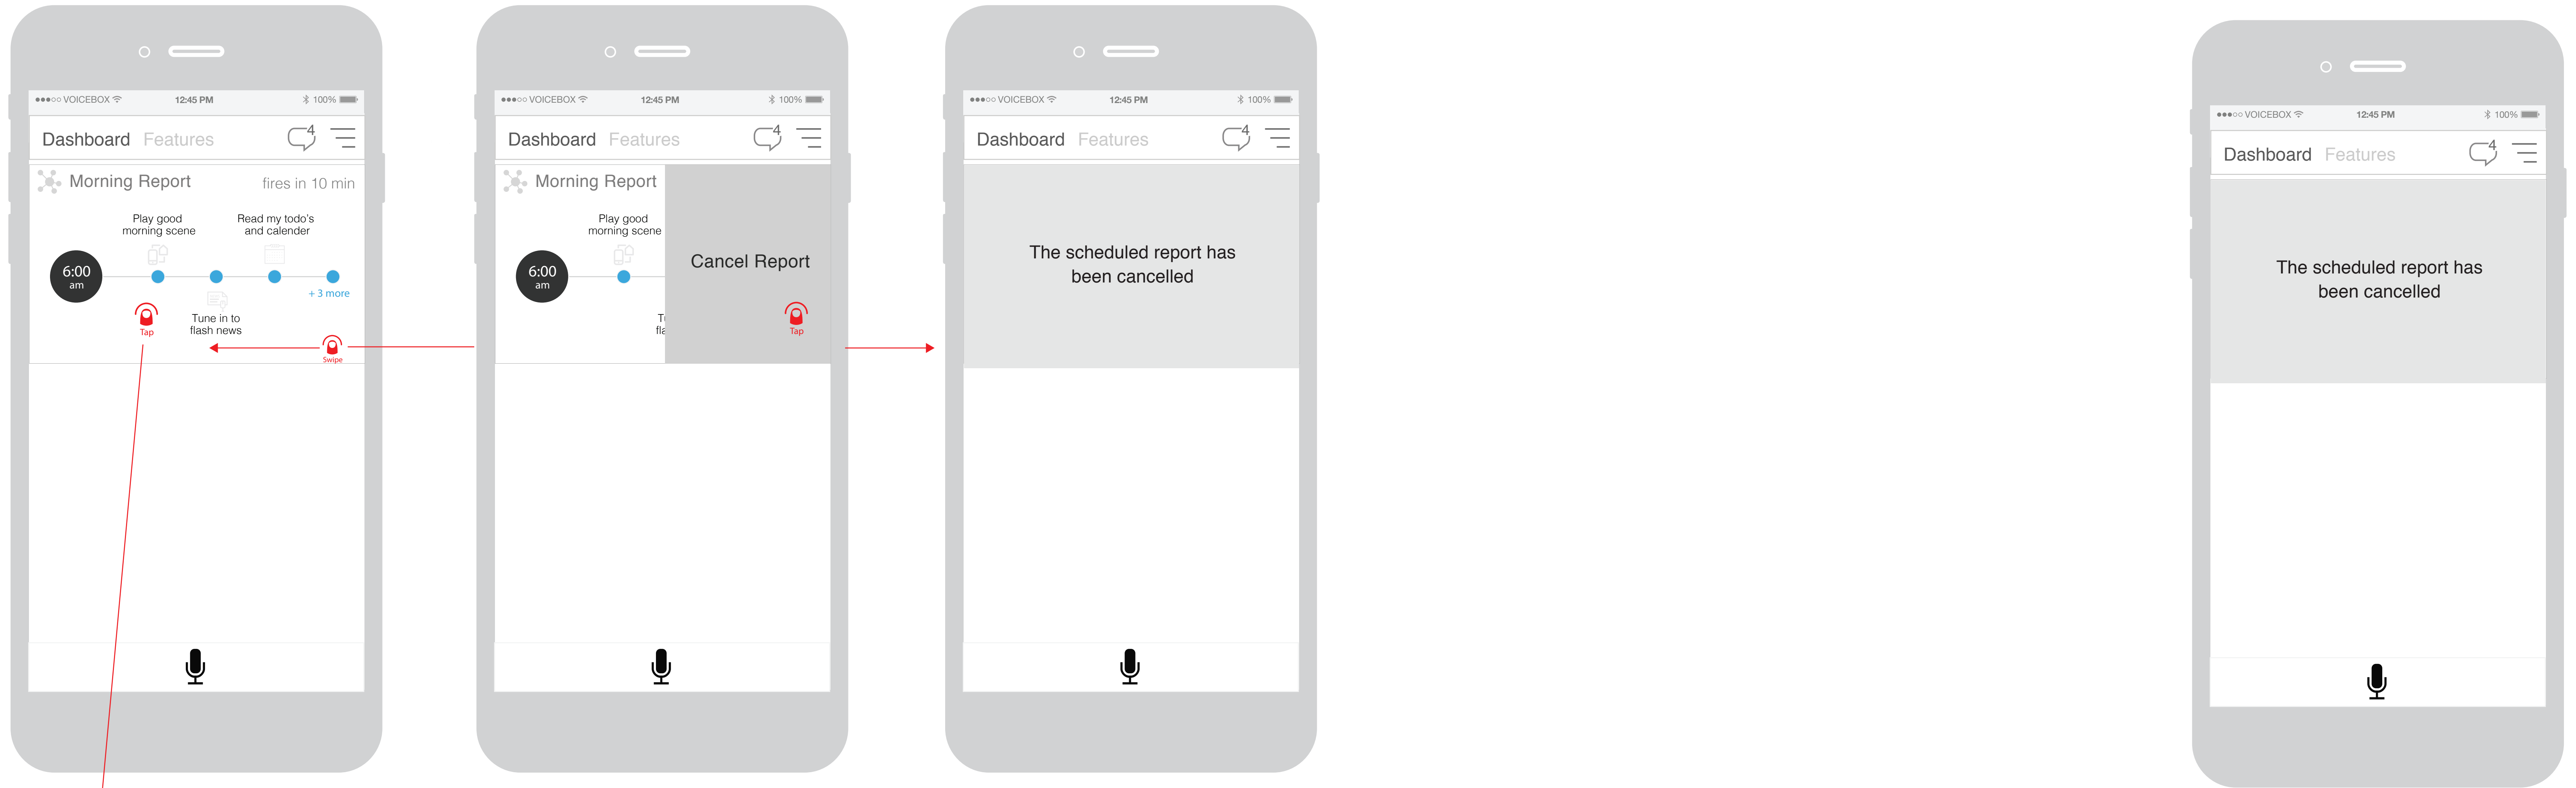 VOICEBOX 12:45 PM 100%
Dashboard Features 4
Morning Report fires in 10 min
Play good
morning scene
Read my todo's
and calender
6:00
am
+ 3 more
Tap
Tune in to
flash news
Swipe
VOICEBOX 12:45 PM 100%
Dashboard Features 4
Morning Report
Play good
morning scene
6:00
am
Cancel Report
Tu
fla
Tap
VOICEBOX 12:45 PM 100%
Dashboard Features 4
The scheduled report has
been cancelled
VOICEBOX 12:45 PM 100%
Dashboard Features 4
The scheduled report has
been cancelled